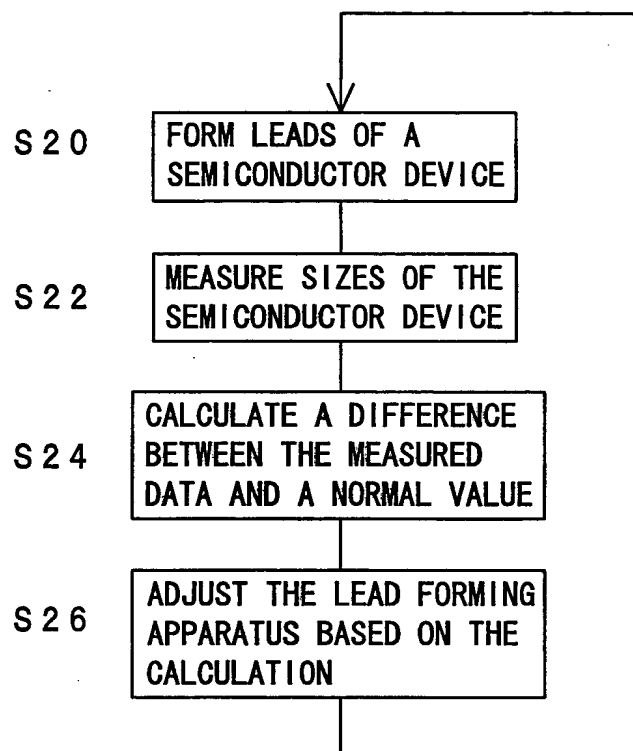 S20
FORM LEADS OF A
SEMICONDUCTOR DEVICE
S22
MEASURE SIZES OF THE
SEMICONDUCTOR DEVICE
S24
CALCULATE A DIFFERENCE
BETWEEN THE MEASURED
DATA AND A NORMAL VALUE
S26
ADJUST THE LEAD FORMING
APPARATUS BASED ON THE
CALCULATION